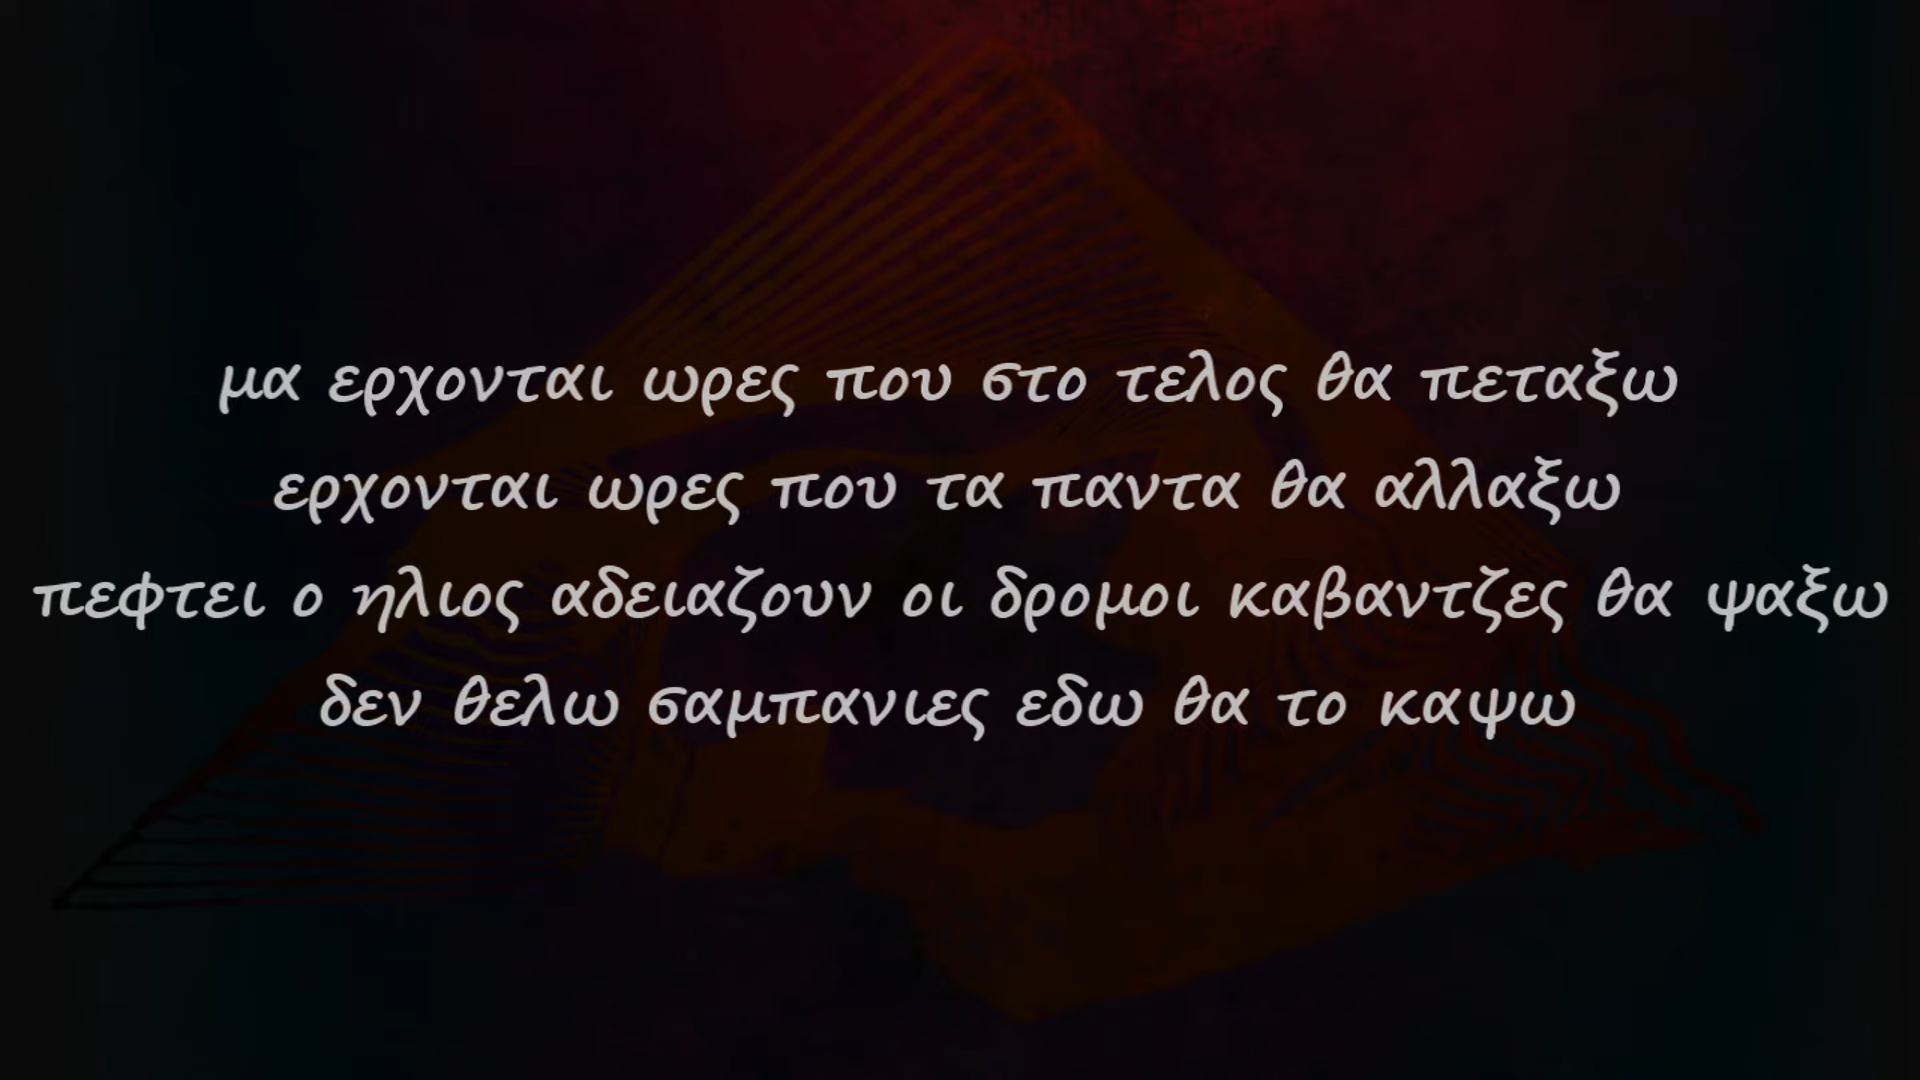 μα ερχονται ωρες που στο τελος θα πεταξω
ερχονται ωρες που τα παντα θα αλλαξω
πεφτει ο ηλιος αδειαζουν οι δρομοι καβαντζες θα ψαξω
δεν θελω σαμπανιες εδω θα το καψω